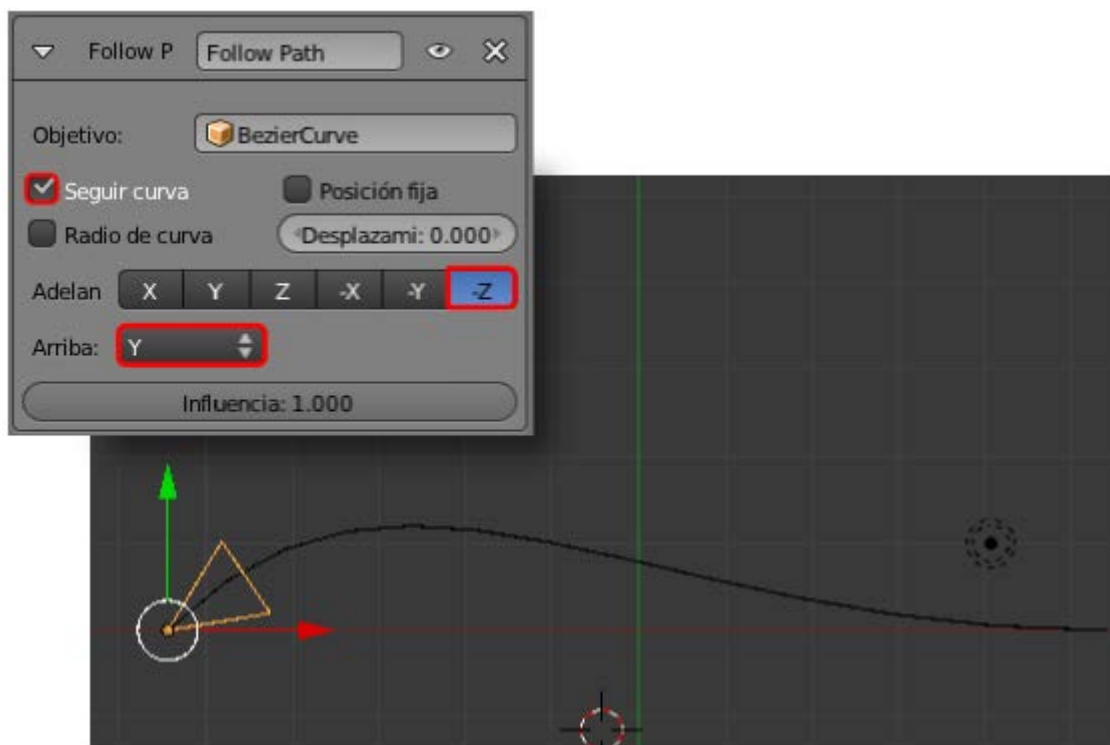 Follow P Follow Path
Objetivo: BezierCurve
Seguir curva Posición fija
Radio de curva Desplazami: 0.000
Adelan X Y Z -X -Y -Z
Arriba: Y
Influencia: 1.000